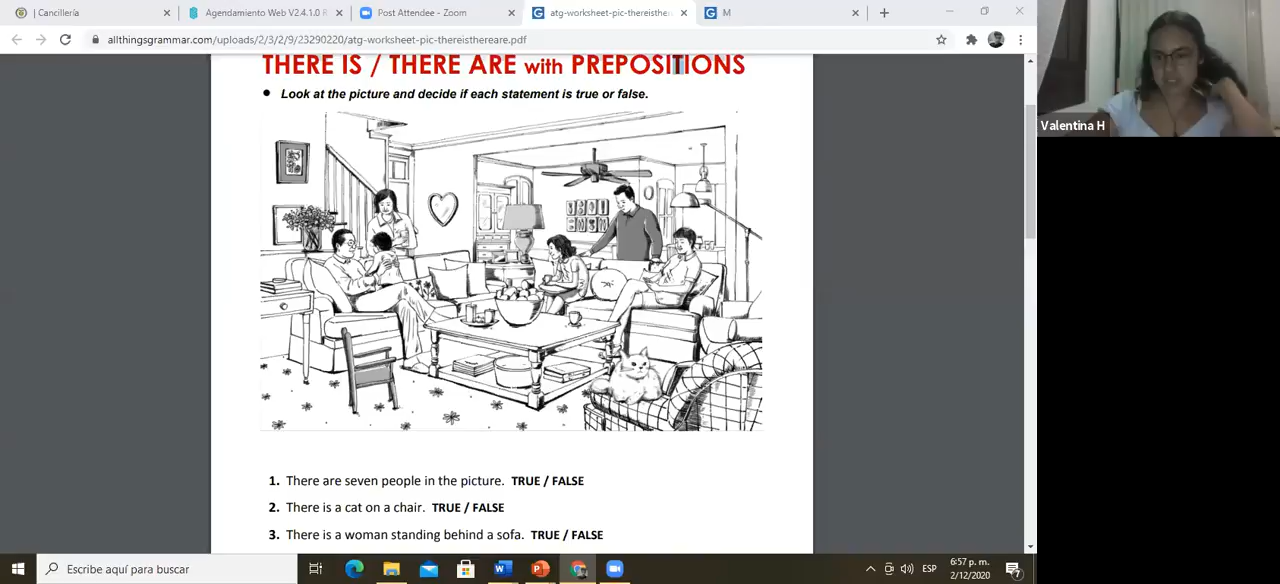 Cancillería
Agendamiento Web V2.4.1.0 R
Post Attendee - Zoom
atg-worksheet-pic-thereisthere
M
allthingsgrammar.com/uploads/2/3/2/9/23290220/atg-worksheet-pic-thereisthereare.pdf
THERE IS / THERE ARE with PREPOSITIONS
Look at the picture and decide if each statement is true or false.
1. There are seven people in the picture. TRUE / FALSE
2. There is a cat on a chair. TRUE / FALSE
3. There is a woman standing behind a sofa. TRUE / FALSE
Valentina H
Escribe aquí para buscar
ESP
6:57 p. m.
2/12/2020
7